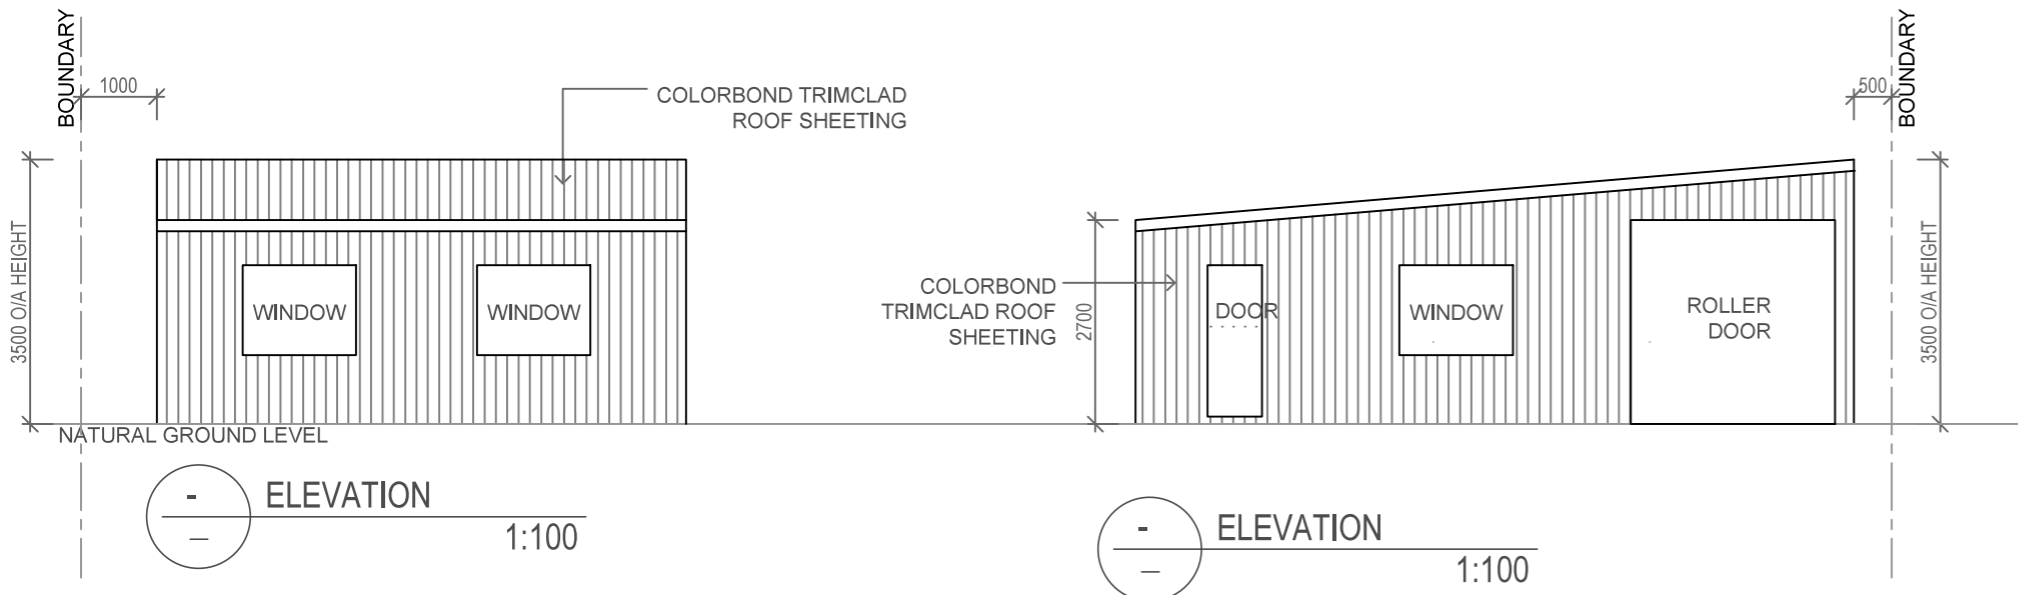 BOUNDARY
1000
COLORBOND TRIMCLAD
ROOF SHEETING
3500 O/A HEIGHT
WINDOW
WINDOW
NATURAL GROUND LEVEL
-
ELEVATION
–
1:100
BOUNDARY
500
COLORBOND
TRIMCLAD ROOF
SHEETING
2700
DOOR
WINDOW
ROLLER
DOOR
3500 O/A HEIGHT
-
ELEVATION
–
1:100